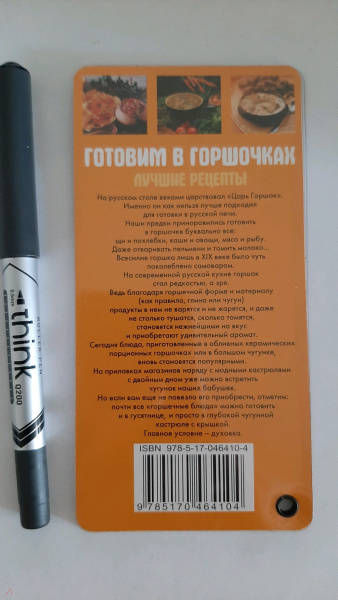 ГОТОВИМ В ГОРШОЧКАХ
ЛУЧШИЕ РЕЦЕПТЫ
На русском столе веками царствовал «Царь Горшок».
Именно он как нельзя лучше подходил
для готовки в русской печи.
Наши предки приноровились готовить
в горшочке буквально все:
щи и похлебки, каши и овощи, мясо и рыбу.
Даже отваривать пельмени и томить молоко...
Всесилие горшка лишь в XIX веке было чуть
поколеблено самоваром.
На современной русской кухне горшок
стал редкостью, а зря.
Ведь благодаря горшечной форме и материалу
(как правило, глина или чугун)
продукты в нем не варятся и не жарятся, и даже
не столько тушатся, сколько томятся,
становятся нежнейшими на вкус
и приобретают удивительный аромат.
Сегодня блюда, приготовленные в обливных керамических
порционных горшочках или в большом чугунке,
вновь становятся популярными.
На прилавках магазинов наряду с модными кастрюлями
с двойным дном уже можно встретить
чугунок наших бабушек.
Но если вам еще не повезло его приобрести, отметим:
почти все «горшечные блюда» можно готовить
и в гусятнице, и просто в глубокой чугунной
кастрюле с крышкой.
Главное условие – духовка.
ISBN 978-5-17-046410-4
9 785170 464104
think
Q200